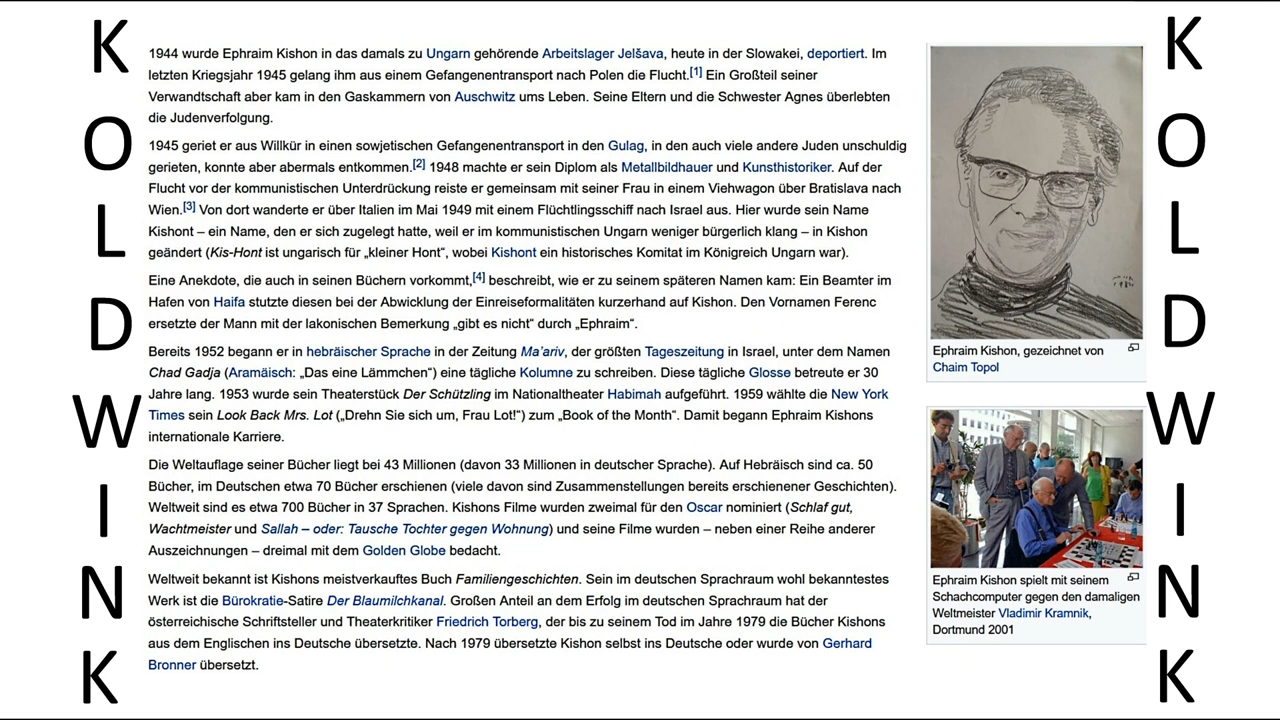 K
O
L
D
W
I
N
K
1944 wurde Ephraim Kishon in das damals zu Ungarn gehörende Arbeitslager Jelšava, heute in der Slowakei, deportiert. Im
letzten Kriegsjahr 1945 gelang ihm aus einem Gefangenentransport nach Polen die Flucht.[1] Ein Großteil seiner
Verwandtschaft aber kam in den Gaskammern von Auschwitz ums Leben. Seine Eltern und die Schwester Agnes überlebten
die Judenverfolgung.
1945 geriet er aus Willkür in einen sowjetischen Gefangenentransport in den Gulag, in den auch viele andere Juden unschuldig
gerieten, konnte aber abermals entkommen.[2] 1948 machte er sein Diplom als Metallbildhauer und Kunsthistoriker. Auf der
Flucht vor der kommunistischen Unterdrückung reiste er gemeinsam mit seiner Frau in einem Viehwagon über Bratislava nach
Wien.[3] Von dort wanderte er über Italien im Mai 1949 mit einem Flüchtlingsschiff nach Israel aus. Hier wurde sein Name
Kishont – ein Name, den er sich zugelegt hatte, weil er im kommunistischen Ungarn weniger bürgerlich klang – in Kishon
geändert (Kis-Hont ist ungarisch für „kleiner Hont“, wobei Kishont ein historisches Komitat im Königreich Ungarn war).
Eine Anekdote, die auch in seinen Büchern vorkommt,[4] beschreibt, wie er zu seinem späteren Namen kam: Ein Beamter im
Hafen von Haifa stutzte diesen bei der Abwicklung der Einreiseformalitäten kurzerhand auf Kishon. Den Vornamen Ferenc
ersetzte der Mann mit der lakonischen Bemerkung „gibt es nicht“ durch „Ephraim“.
Bereits 1952 begann er in hebräischer Sprache in der Zeitung Ma’ariv, der größten Tageszeitung in Israel, unter dem Namen
Chad Gadja (Aramäisch: „Das eine Lämmchen“) eine tägliche Kolumne zu schreiben. Diese tägliche Glosse betreute er 30
Jahre lang. 1953 wurde sein Theaterstück Der Schützling im Nationaltheater Habimah aufgeführt. 1959 wählte die New York
Times sein Look Back Mrs. Lot („Drehn Sie sich um, Frau Lot!“) zum „Book of the Month“. Damit begann Ephraim Kishons
internationale Karriere.
Die Weltauflage seiner Bücher liegt bei 43 Millionen (davon 33 Millionen in deutscher Sprache). Auf Hebräisch sind ca. 50
Bücher, im Deutschen etwa 70 Bücher erschienen (viele davon sind Zusammenstellungen bereits erschienener Geschichten).
Weltweit sind es etwa 700 Bücher in 37 Sprachen. Kishons Filme wurden zweimal für den Oscar nominiert (Schlaf gut,
Wachtmeister und Sallah – oder: Tausche Tochter gegen Wohnung) und seine Filme wurden – neben einer Reihe anderer
Auszeichnungen – dreimal mit dem Golden Globe bedacht.
Weltweit bekannt ist Kishons meistverkauftes Buch Familiengeschichten. Sein im deutschen Sprachraum wohl bekanntestes
Werk ist die Bürokratie-Satire Der Blaumilchkanal. Großen Anteil an dem Erfolg im deutschen Sprachraum hat der
österreichische Schriftsteller und Theaterkritiker Friedrich Torberg, der bis zu seinem Tod im Jahre 1979 die Bücher Kishons
aus dem Englischen ins Deutsche übersetzte. Nach 1979 übersetzte Kishon selbst ins Deutsche oder wurde von Gerhard
Bronner übersetzt.
Ephraim Kishon, gezeichnet von
Chaim Topol
Ephraim Kishon spielt mit seinem
Schachcomputer gegen den damaligen
Weltmeister Vladimir Kramnik,
Dortmund 2001
K
O
L
D
W
I
N
K